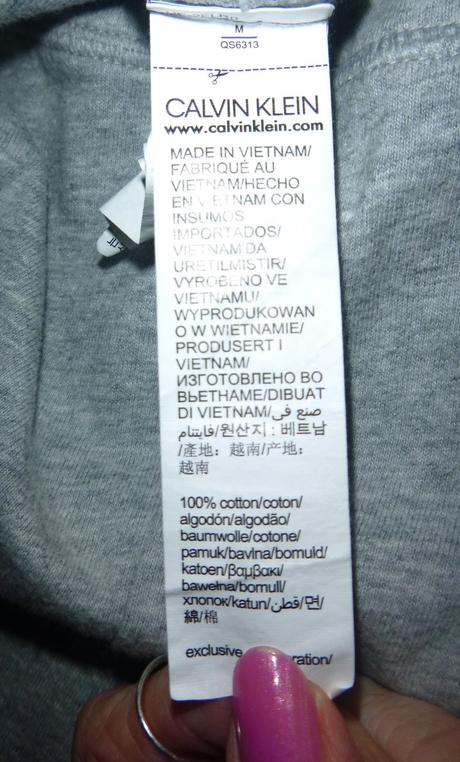 M
QS6313
CALVIN KLEIN
www.calvinklein.com
MADE IN VIETNAM/
FABRIQUÉ AU
VIETNAM/HECHO
EN VIETNAM CON
INSUMOS
IMPORTADOS/
VIETNAM'DA
URETILMISTIR/
VYROBENO VE
VIETNAMU/
WYPRODUKOWAN
O W WIETNAMIE/
PRODUSERT I
VIETNAM/
ИЗГОТОВЛЕНО ВО
ВЬЕТНАМЕ/DIBUAT
DI VIETNAM/صنع في
فايتنام/원산지 : 베트남
/產地: 越南/产地:
越南
100% cotton/coton/
algodón/algodão/
baumwolle/cotone/
pamuk/bavlna/bomuld/
katoen/βαμβακι/
bawełna/bomull/
хлопок/katun/قطن/면/
綿/棉
exclusive ration/